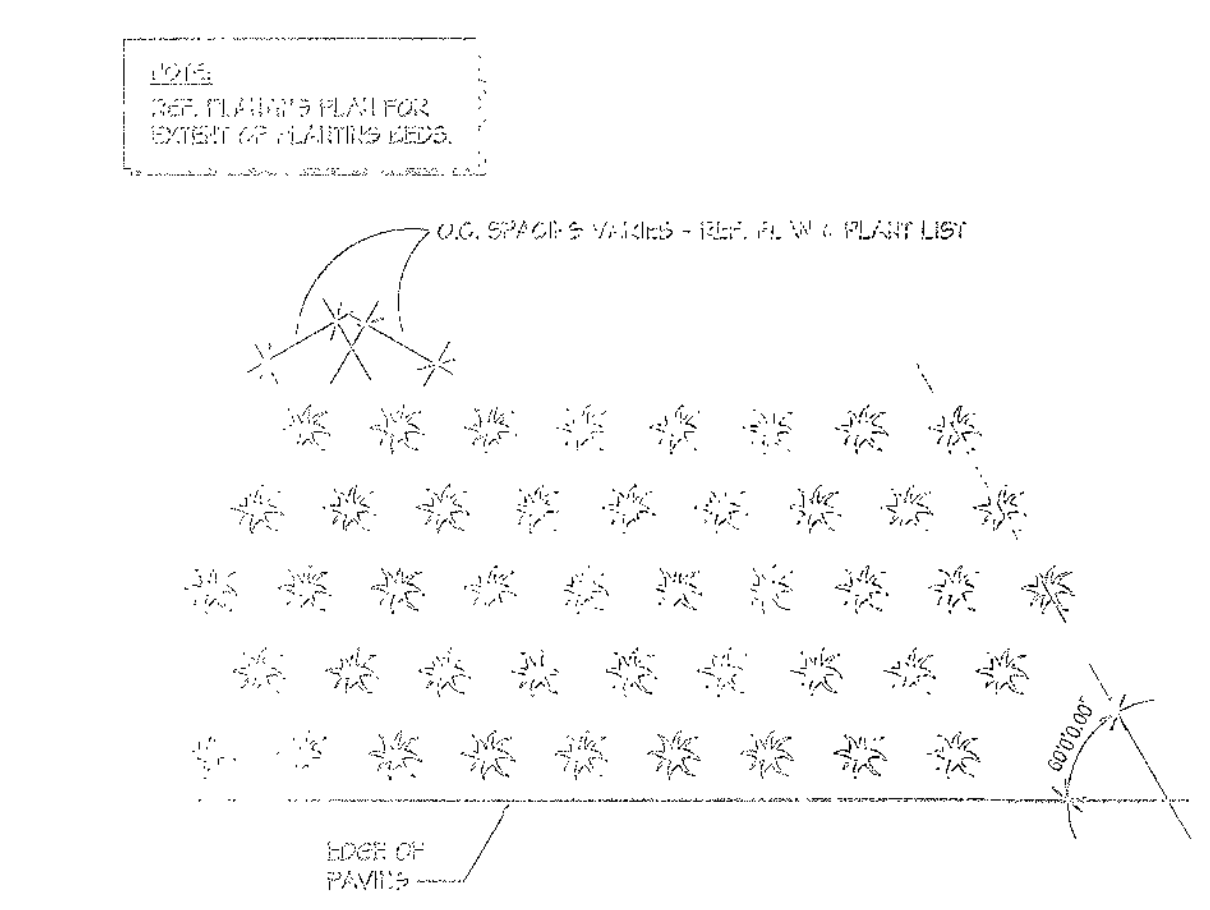 NOTE:
REF. PLANTING PLAN FOR
EXTENT OF PLANTING BEDS.
O.C. SPACING VARIES - REF. PLAN & PLANT LIST
60'0'0.00"
EDGE OF
PAVING